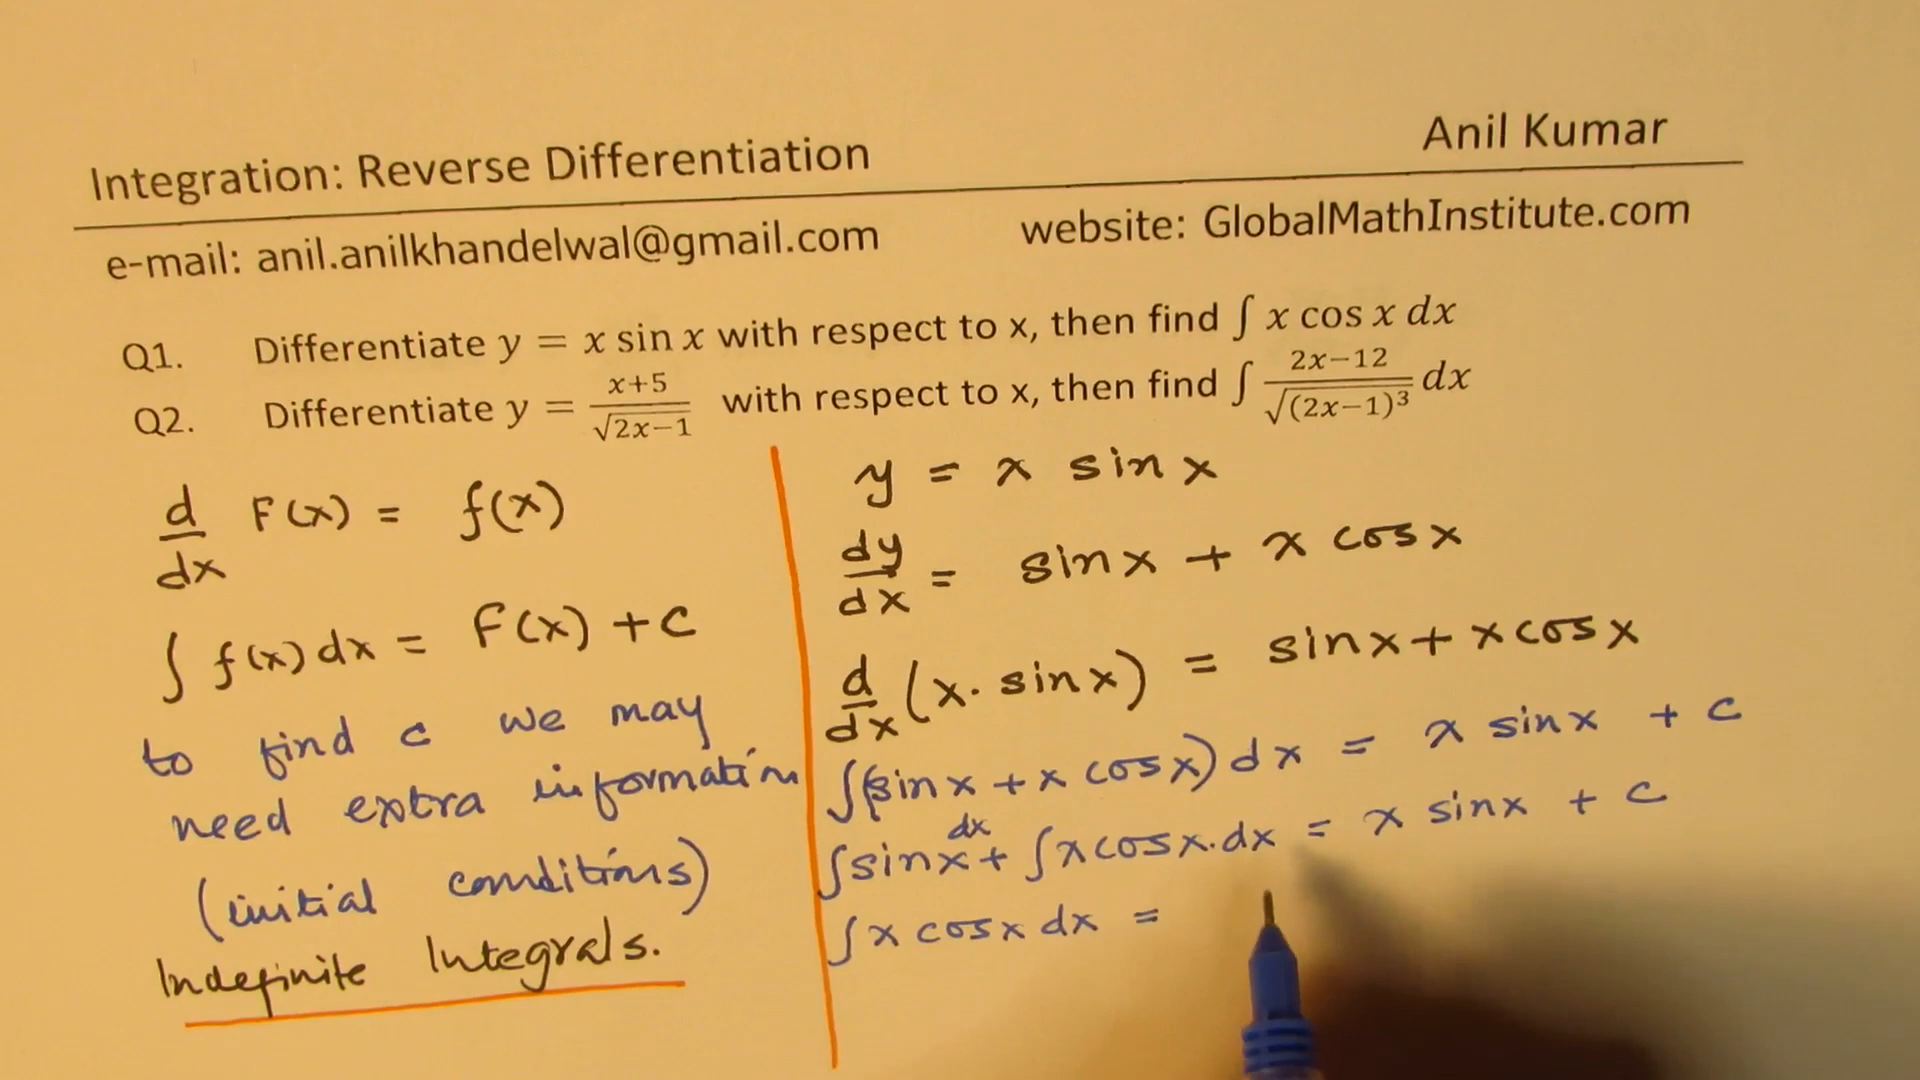 Integration: Reverse Differentiation
Anil Kumar
e-mail: anil.anilkhandelwal@gmail.com
website: GlobalMathInstitute.com
Q1. Differentiate y = x sin x with respect to x, then find ∫ x cos x dx
Q2. Differentiate y = (x+5)/√(2x−1) with respect to x, then find ∫ (2x−12)/√((2x−1)³) dx
d/dx F(x) = f(x)
∫ f(x) dx = F(x) + c
to find c we may
need extra information
(initial conditions)
Indefinite Integrals.
y = x sin x
dy/dx = sin x + x cos x
d/dx (x · sin x) = sin x + x cos x
∫(sin x + x cos x) dx = x sin x + c
∫ sin x dx + ∫ x cos x · dx = x sin x + c
∫ x cos x dx =